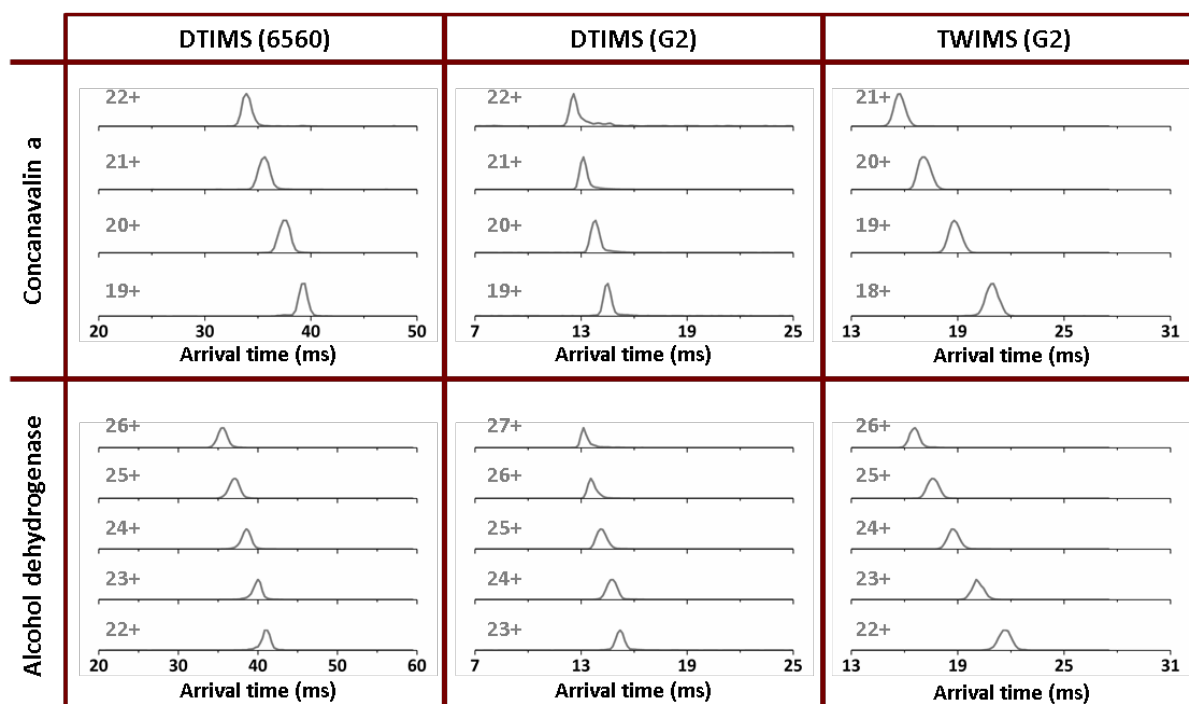 DTIMS (6560) DTIMS (G2) TWIMS (G2)
Concanavalin a
22+ 22+ 21+
21+ 21+ 20+
20+ 20+ 19+
19+ 19+ 18+
20 30 40 50 7 13 19 25 13 19 25 31
Arrival time (ms) Arrival time (ms) Arrival time (ms)
Alcohol dehydrogenase
26+ 27+ 26+
25+ 26+ 25+
24+ 25+ 24+
23+ 24+ 23+
22+ 23+ 22+
20 30 40 50 60 7 13 19 25 13 19 25 31
Arrival time (ms) Arrival time (ms) Arrival time (ms)